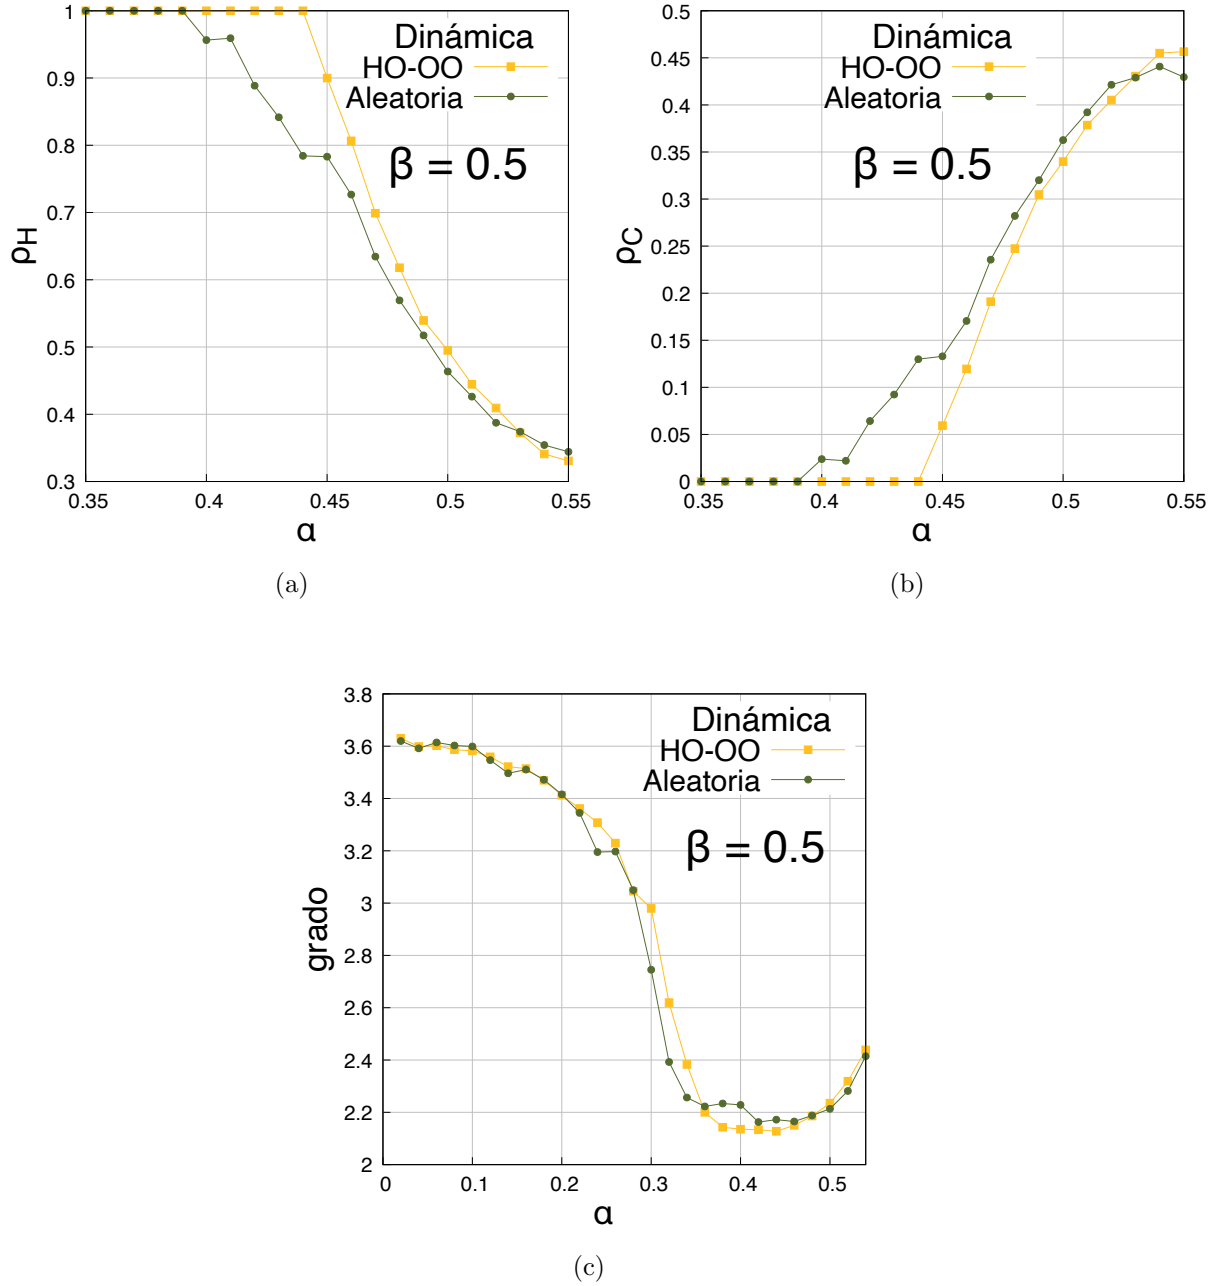 1
0.9
0.8
0.7
0.6
0.5
0.4
0.3
0.35
0.4
0.45
0.5
0.55
ρH
α
Dinámica
HO-OO
Aleatoria
β = 0.5
(a)
0.5
0.45
0.4
0.35
0.3
0.25
0.2
0.15
0.1
0.05
0
0.35
0.4
0.45
0.5
0.55
ρC
α
Dinámica
HO-OO
Aleatoria
β = 0.5
(b)
3.8
3.6
3.4
3.2
3
2.8
2.6
2.4
2.2
2
0
0.1
0.2
0.3
0.4
0.5
grado
α
Dinámica
HO-OO
Aleatoria
β = 0.5
(c)